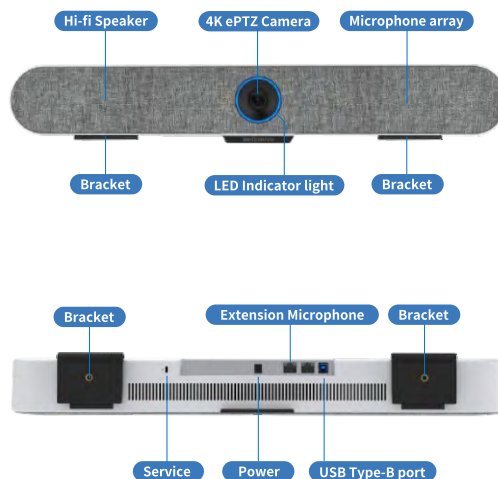 Hi-fi Speaker
4K ePTZ Camera
Microphone array
Bracket
LED Indicator light
Bracket
Bracket
Extension Microphone
Bracket
Service
Power
USB Type-B port